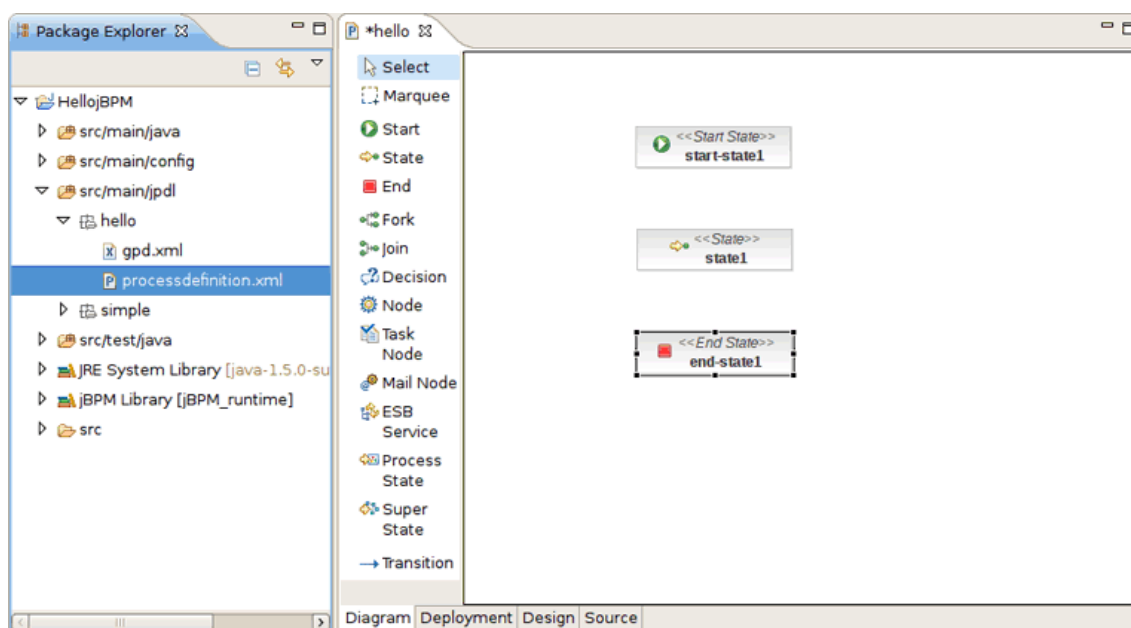 Package Explorer
HellojBPM
src/main/java
src/main/config
src/main/jpdl
hello
gpd.xml
processdefinition.xml
simple
src/test/java
JRE System Library [java-1.5.0-su
jBPM Library [jBPM_runtime]
src
*hello
Select
Marquee
Start
State
End
Fork
Join
Decision
Node
Task
Node
Mail Node
ESB
Service
Process
State
Super
State
Transition
<<Start State>>
start-state1
<<State>>
state1
<<End State>>
end-state1
Diagram Deployment Design Source